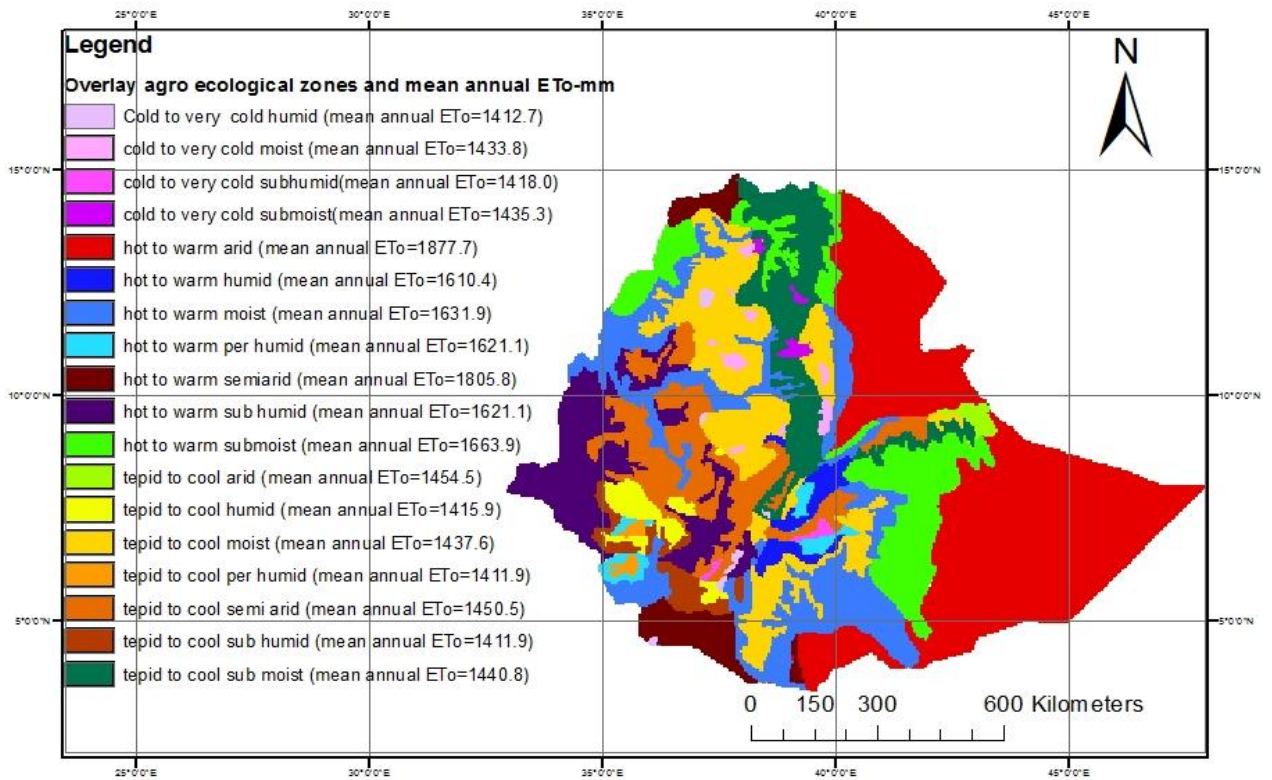 25°0'0"E 30°0'0"E 35°0'0"E 40°0'0"E 45°0'0"E
Legend
N
Overlay agro ecological zones and mean annual ETo-mm
Cold to very cold humid (mean annual ETo=1412.7)
cold to very cold moist (mean annual ETo=1433.8)
15°0'0"N 15°0'0"N
cold to very cold subhumid(mean annual ETo=1418.0)
cold to very cold submoist(mean annual ETo=1435.3)
hot to warm arid (mean annual ETo=1877.7)
hot to warm humid (mean annual ETo=1610.4)
hot to warm moist (mean annual ETo=1631.9)
hot to warm per humid (mean annual ETo=1621.1)
hot to warm semiarid (mean annual ETo=1805.8)
10°0'0"N 10°0'0"N
hot to warm sub humid (mean annual ETo=1621.1)
hot to warm submoist (mean annual ETo=1663.9)
tepid to cool arid (mean annual ETo=1454.5)
tepid to cool humid (mean annual ETo=1415.9)
tepid to cool moist (mean annual ETo=1437.6)
tepid to cool per humid (mean annual ETo=1411.9)
tepid to cool semi arid (mean annual ETo=1450.5)
5°0'0"N 5°0'0"N
tepid to cool sub humid (mean annual ETo=1411.9)
tepid to cool sub moist (mean annual ETo=1440.8)
0 150 300 600 Kilometers
25°0'0"E 30°0'0"E 35°0'0"E 40°0'0"E 45°0'0"E